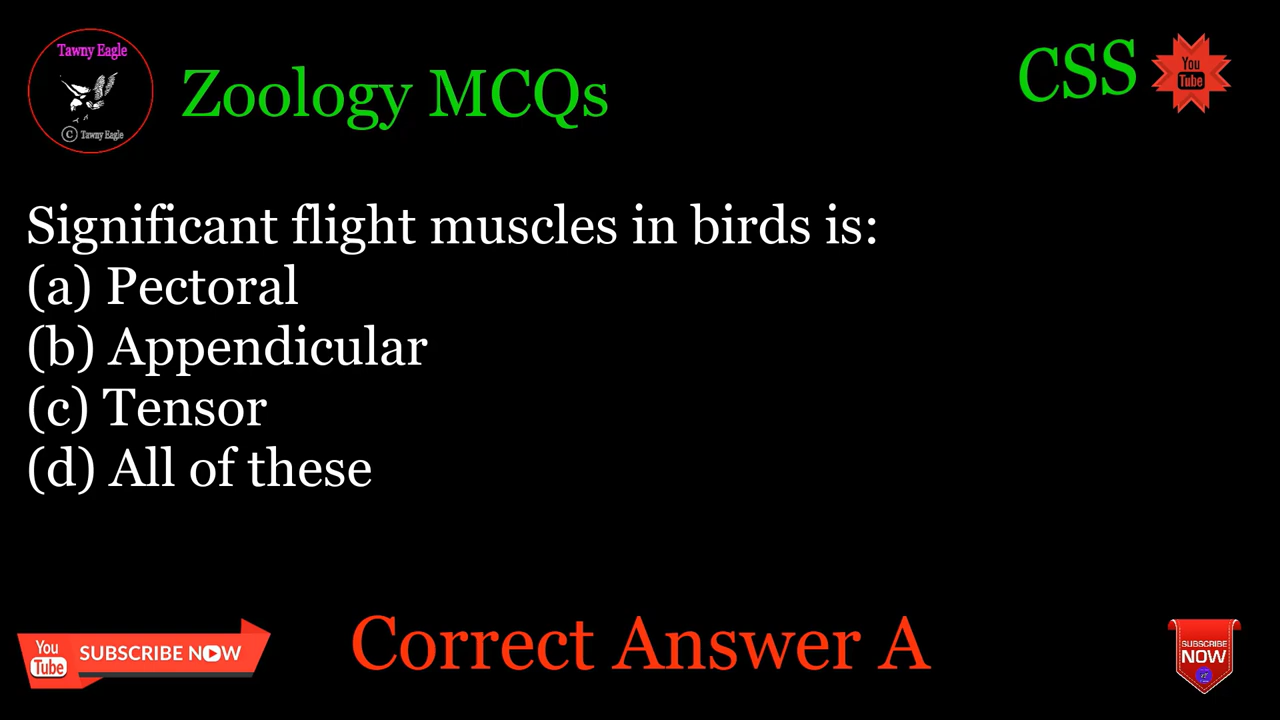 Tawny Eagle
© Tawny Eagle
Zoology MCQs
CSS
You
Tube
Significant flight muscles in birds is:
(a) Pectoral
(b) Appendicular
(c) Tensor
(d) All of these
You
Tube
SUBSCRIBE NOW
Correct Answer A
SUBSCRIBE
NOW